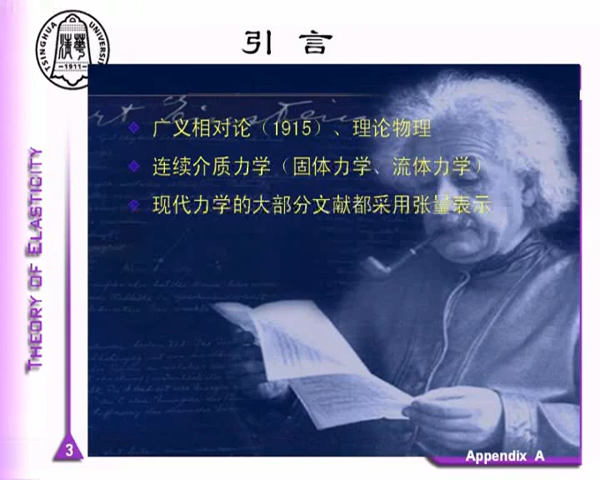 引 言
TSINGHUA UNIVERSITY
清華
1911
广义相对论（1915）、理论物理
连续介质力学（固体力学、流体力学）
现代力学的大部分文献都采用张量表示
THEORY OF ELASTICITY
3
Appendix A